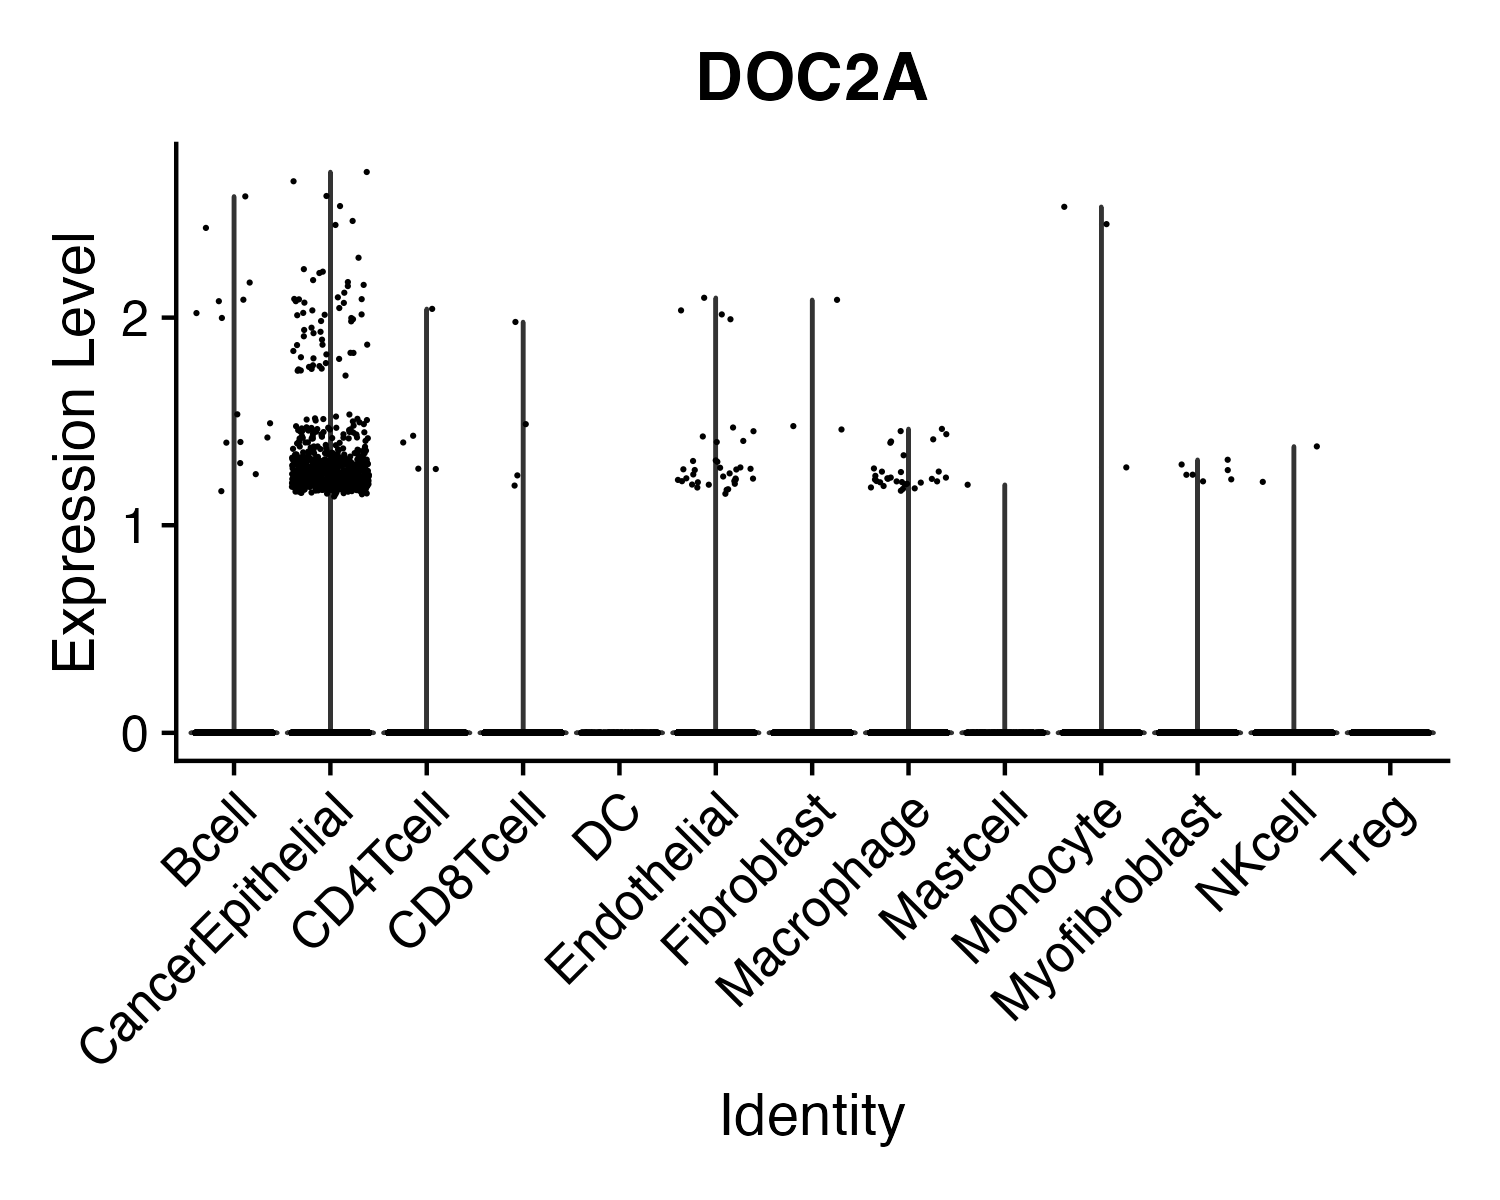 DOC2A
Expression Level
2
1
0
Bcell
CancerEpithelial
CD4Tcell
CD8Tcell
DC
Endothelial
Fibroblast
Macrophage
Mastcell
Monocyte
Myofibroblast
NKcell
Treg
Identity